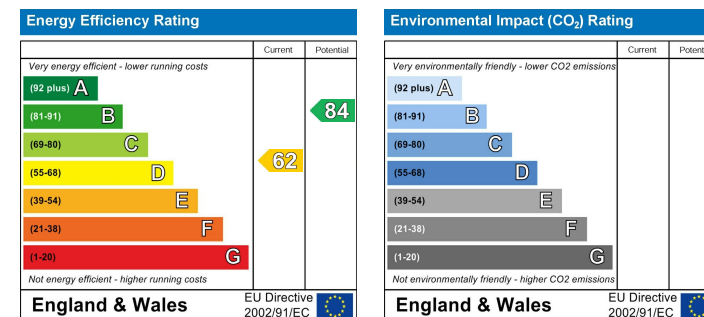 Energy Efficiency Rating
Current Potential
Very energy efficient - lower running costs
(92 plus) A
(81-91) B
84
(69-80) C
62
(55-68) D
(39-54) E
(21-38) F
(1-20) G
Not energy efficient - higher running costs
England & Wales
EU Directive
2002/91/EC
Environmental Impact (CO₂) Rating
Current Potent
Very environmentally friendly - lower CO2 emissions
(92 plus) A
(81-91) B
(69-80) C
(55-68) D
(39-54) E
(21-38) F
(1-20) G
Not environmentally friendly - higher CO2 emissions
England & Wales
EU Directive
2002/91/EC